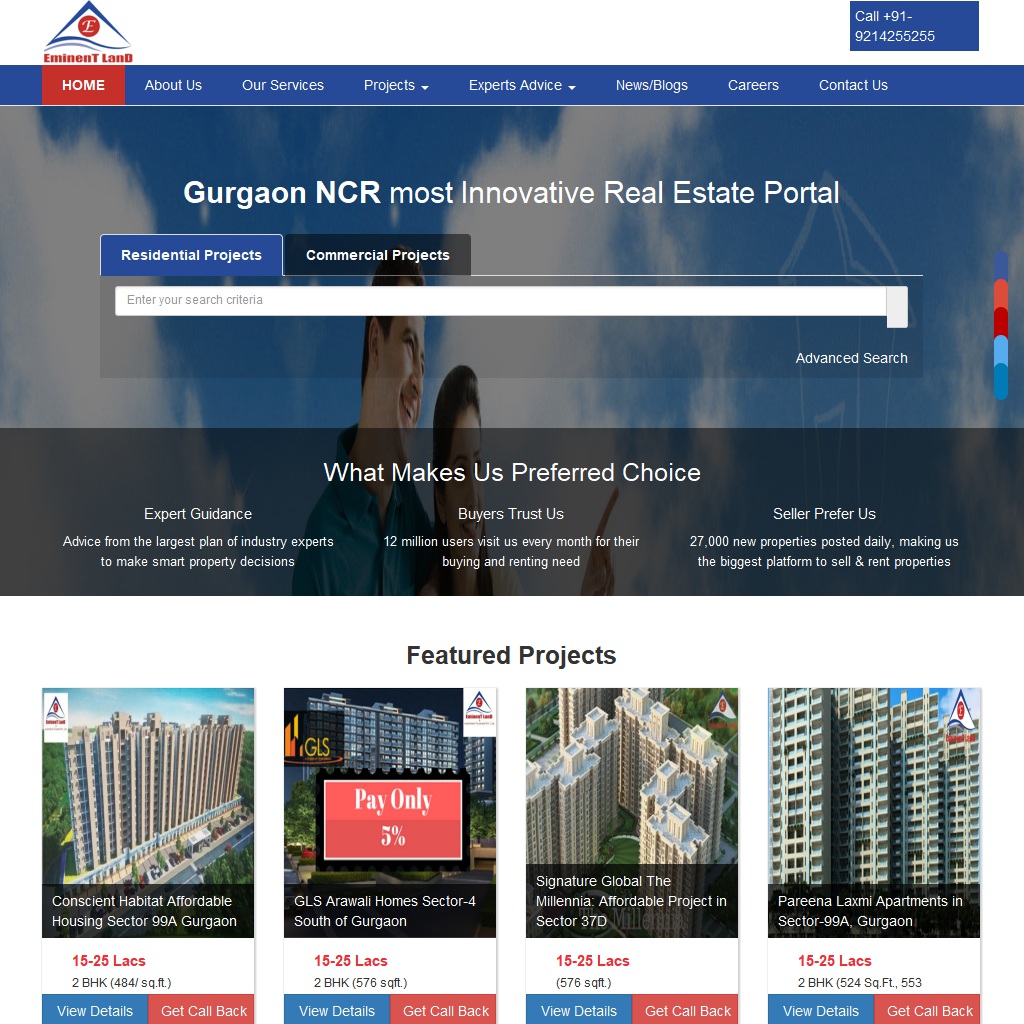 E
EminenT LanD
Call +91-
9214255255
HOME
About Us
Our Services
Projects
Experts Advice
News/Blogs
Careers
Contact Us
Gurgaon NCR most Innovative Real Estate Portal
Residential Projects
Commercial Projects
Enter your search criteria
Advanced Search
What Makes Us Preferred Choice
Expert Guidance
Advice from the largest plan of industry experts
to make smart property decisions
Buyers Trust Us
12 million users visit us every month for their
buying and renting need
Seller Prefer Us
27,000 new properties posted daily, making us
the biggest platform to sell & rent properties
Featured Projects
EminenT LanD
Conscient Habitat Affordable
Housing Sector 99A Gurgaon
15-25 Lacs
2 BHK (484/ sq.ft.)
View Details
Get Call Back
EminenT LanD
GLS
Pay Only
5%
GLS Arawali Homes Sector-4
South of Gurgaon
15-25 Lacs
2 BHK (576 sqft.)
View Details
Get Call Back
Signature Global The
Millennia: Affordable Project in
Sector 37D
15-25 Lacs
(576 sqft.)
View Details
Get Call Back
E
EminenT LanD
Pareena Laxmi Apartments in
Sector-99A, Gurgaon
15-25 Lacs
2 BHK (524 Sq.Ft., 553
View Details
Get Call Back